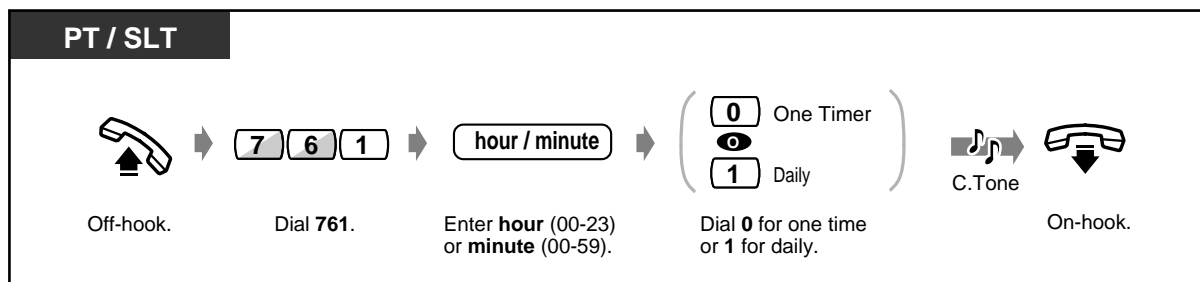 PT / SLT
7 6 1
hour / minute
0 One Timer
O
1 Daily
C.Tone
Off-hook.
Dial 761.
Enter hour (00-23)
or minute (00-59).
Dial 0 for one time
or 1 for daily.
On-hook.